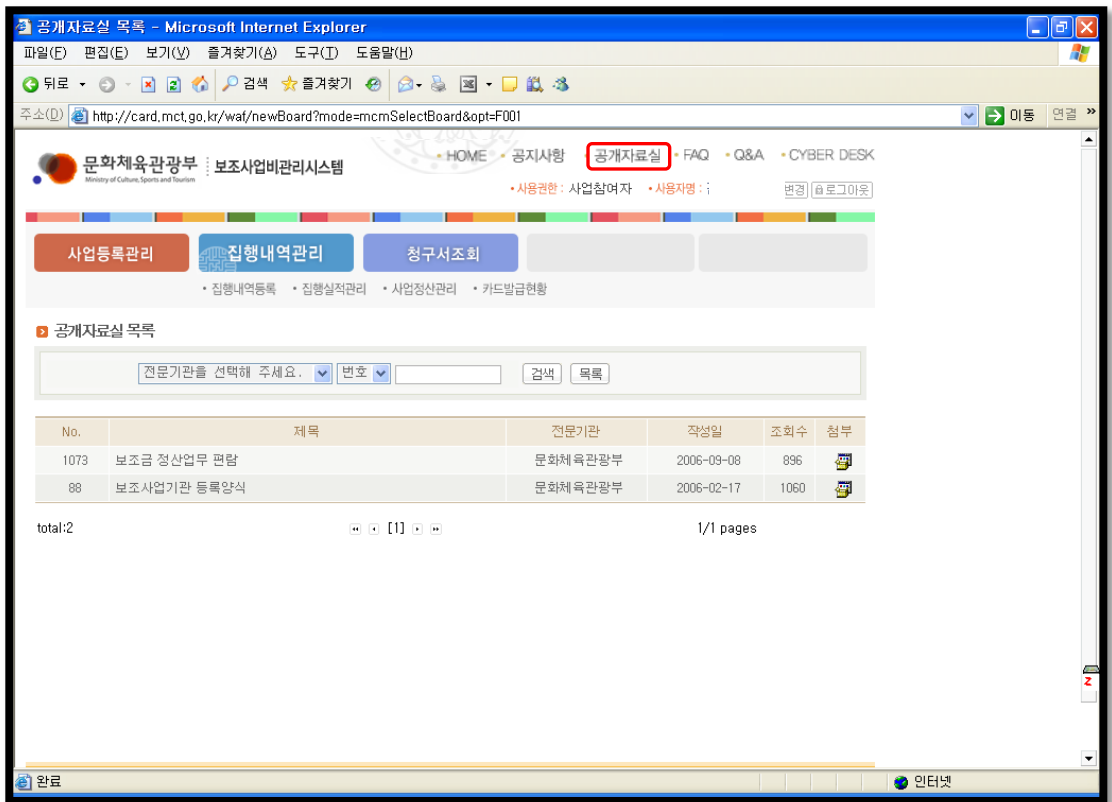 공개자료실 목록 - Microsoft Internet Explorer
파일(F) 편집(E) 보기(V) 즐겨찾기(A) 도구(T) 도움말(H)
뒤로 검색 즐겨찾기
주소(D) http://card.mct.go.kr/waf/newBoard?mode=mcmSelectBoard&opt=F001 이동 연결 »
• HOME • 공지사항 • 공개자료실 • FAQ • Q&A • CYBER DESK
문화체육관광부 보조사업비관리시스템
Ministry of Culture, Sports and Tourism
• 사용권한 : 사업참여자 • 사용자명 : 변경 로그아웃
사업등록관리 집행내역관리 청구서조회
• 집행내역등록 • 집행실적관리 • 사업정산관리 • 카드발급현황
공개자료실 목록
전문기관을 선택해 주세요. 번호 검색 목록
No. 제목 전문기관 작성일 조회수 첨부
1073 보조금 정산업무 편람 문화체육관광부 2006-09-08 896
88 보조사업기관 등록양식 문화체육관광부 2006-02-17 1060
total:2 [1] 1/1 pages
Z
완료 인터넷